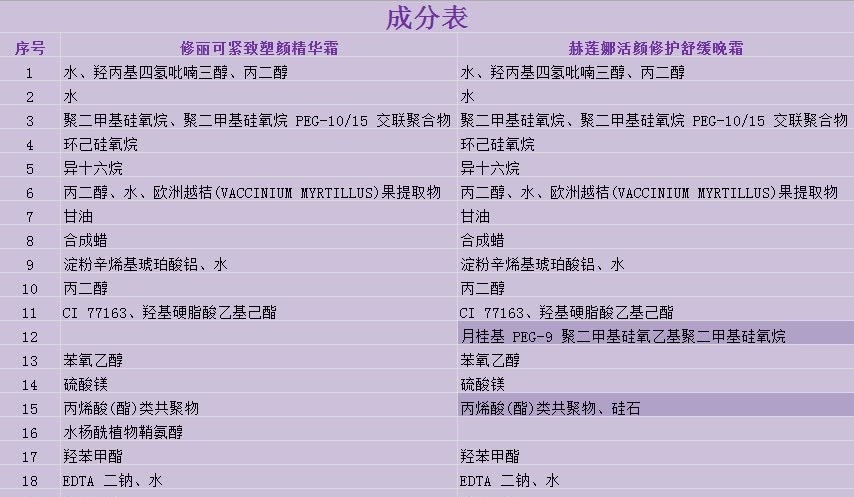 成分表
序号 修丽可紧致塑颜精华霜 赫莲娜活颜修护舒缓晚霜
1 水、羟丙基四氢吡喃三醇、丙二醇 水、羟丙基四氢吡喃三醇、丙二醇
2 水 水
3 聚二甲基硅氧烷、聚二甲基硅氧烷 PEG-10/15 交联聚合物 聚二甲基硅氧烷、聚二甲基硅氧烷 PEG-10/15 交联聚合物
4 环己硅氧烷 环己硅氧烷
5 异十六烷 异十六烷
6 丙二醇、水、欧洲越桔(VACCINIUM MYRTILLUS)果提取物 丙二醇、水、欧洲越桔(VACCINIUM MYRTILLUS)果提取物
7 甘油 甘油
8 合成蜡 合成蜡
9 淀粉辛烯基琥珀酸铝、水 淀粉辛烯基琥珀酸铝、水
10 丙二醇 丙二醇
11 CI 77163、羟基硬脂酸乙基己酯 CI 77163、羟基硬脂酸乙基己酯
12 月桂基 PEG-9 聚二甲基硅氧乙基聚二甲基硅氧烷
13 苯氧乙醇 苯氧乙醇
14 硫酸镁 硫酸镁
15 丙烯酸(酯)类共聚物 丙烯酸(酯)类共聚物、硅石
16 水杨酰植物鞘氨醇
17 羟苯甲酯 羟苯甲酯
18 EDTA 二钠、水 EDTA 二钠、水